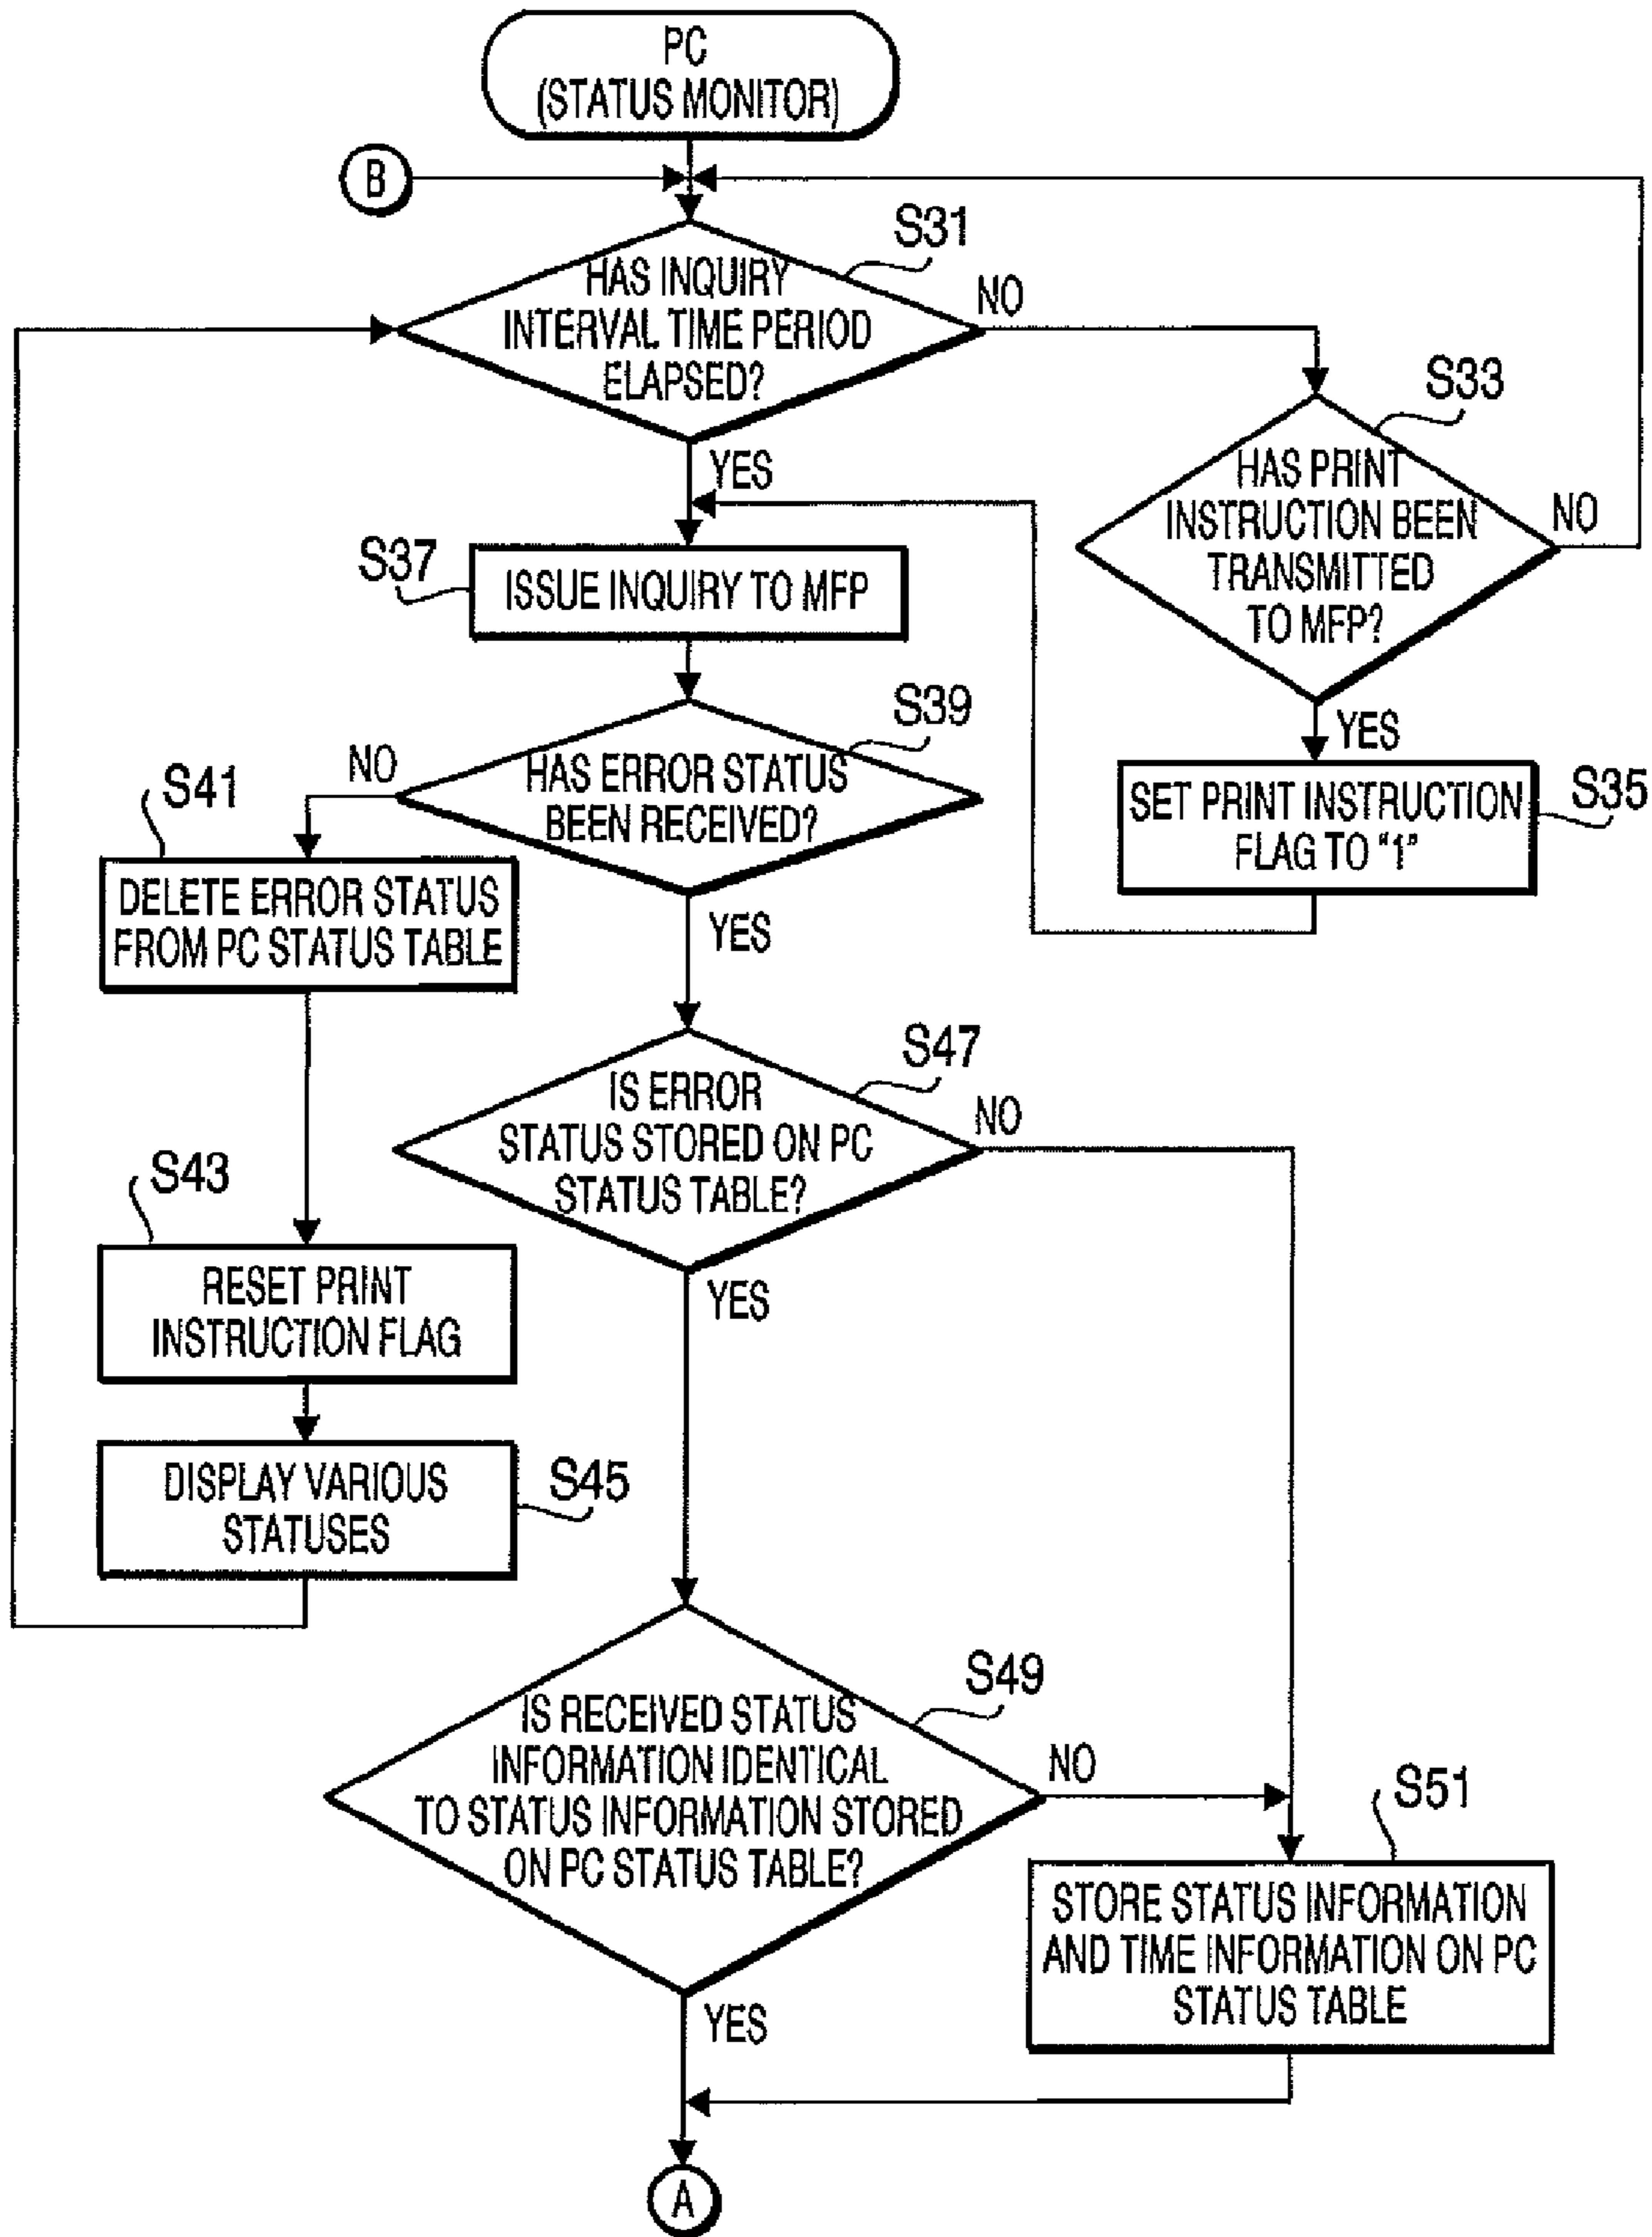 PC
(STATUS MONITOR)
B
S31
HAS INQUIRY
INTERVAL TIME PERIOD
ELAPSED?
NO
YES
S33
HAS PRINT
INSTRUCTION BEEN
TRANSMITTED
TO MFP?
NO
YES
S35
SET PRINT INSTRUCTION
FLAG TO "1"
S37
ISSUE INQUIRY TO MFP
S39
HAS ERROR STATUS
BEEN RECEIVED?
NO
YES
S41
DELETE ERROR STATUS
FROM PC STATUS TABLE
S43
RESET PRINT
INSTRUCTION FLAG
S45
DISPLAY VARIOUS
STATUSES
S47
IS ERROR
STATUS STORED ON PC
STATUS TABLE?
NO
YES
S49
IS RECEIVED STATUS
INFORMATION IDENTICAL
TO STATUS INFORMATION STORED
ON PC STATUS TABLE?
NO
YES
S51
STORE STATUS INFORMATION
AND TIME INFORMATION ON PC
STATUS TABLE
A